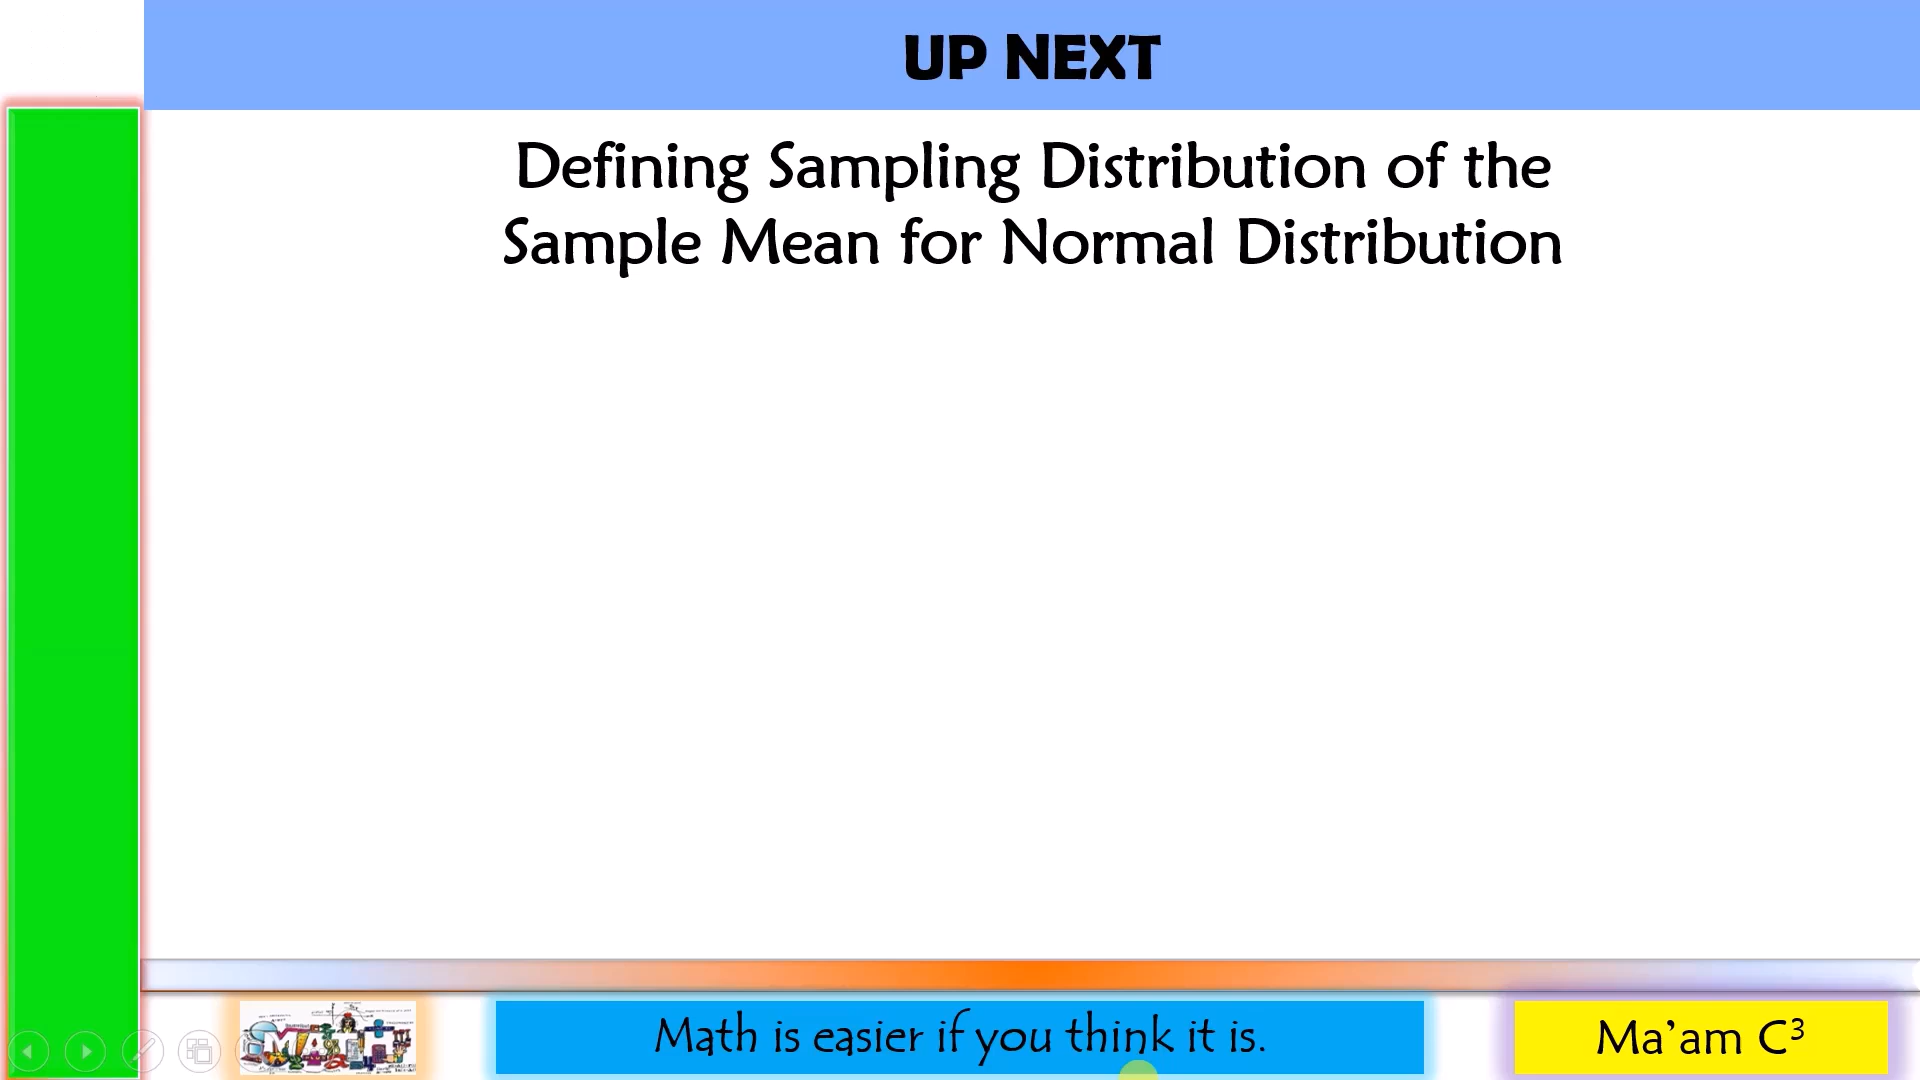 UP NEXT
Defining Sampling Distribution of the
Sample Mean for Normal Distribution
MATH
Math is easier if you think it is.
Ma’am C³